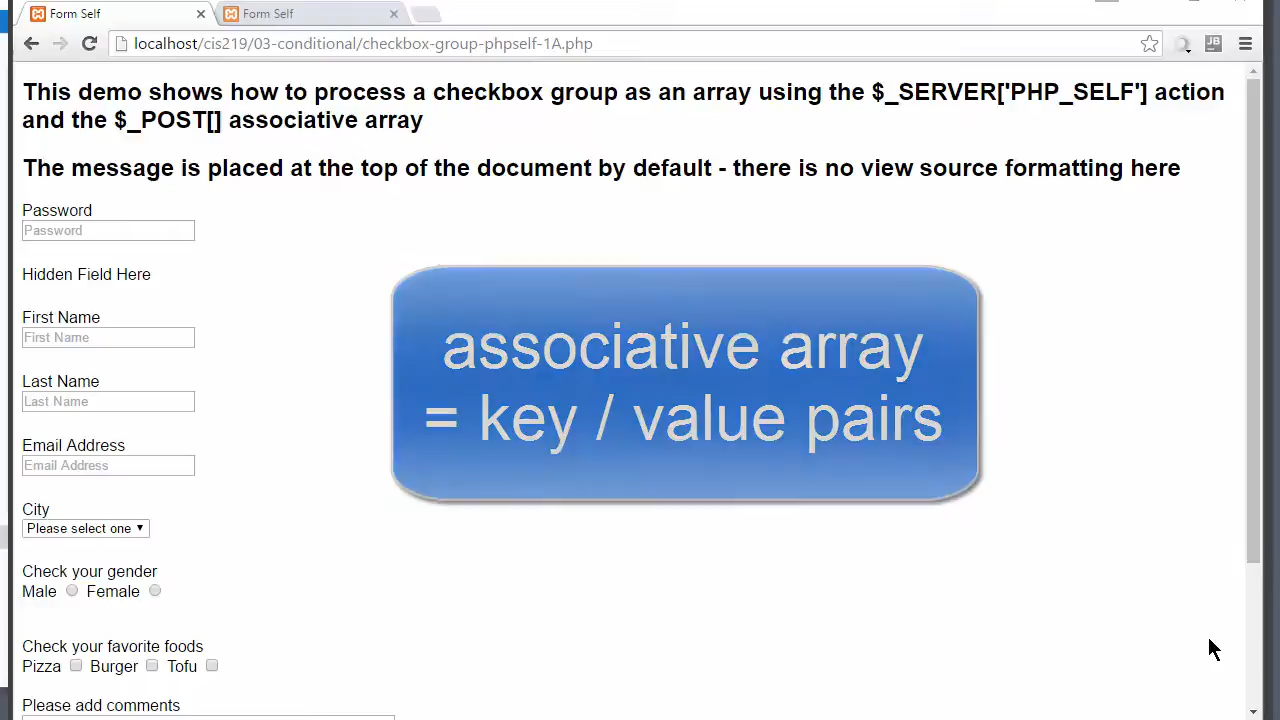 Form Self
Form Self
localhost/cis219/03-conditional/checkbox-group-phpself-1A.php
JB
This demo shows how to process a checkbox group as an array using the $_SERVER['PHP_SELF'] action
and the $_POST[] associative array
The message is placed at the top of the document by default - there is no view source formatting here
Password
Password
Hidden Field Here
First Name
First Name
Last Name
Last Name
Email Address
Email Address
City
Please select one
Check your gender
Male Female
Check your favorite foods
Pizza Burger Tofu
Please add comments
associative array
= key / value pairs